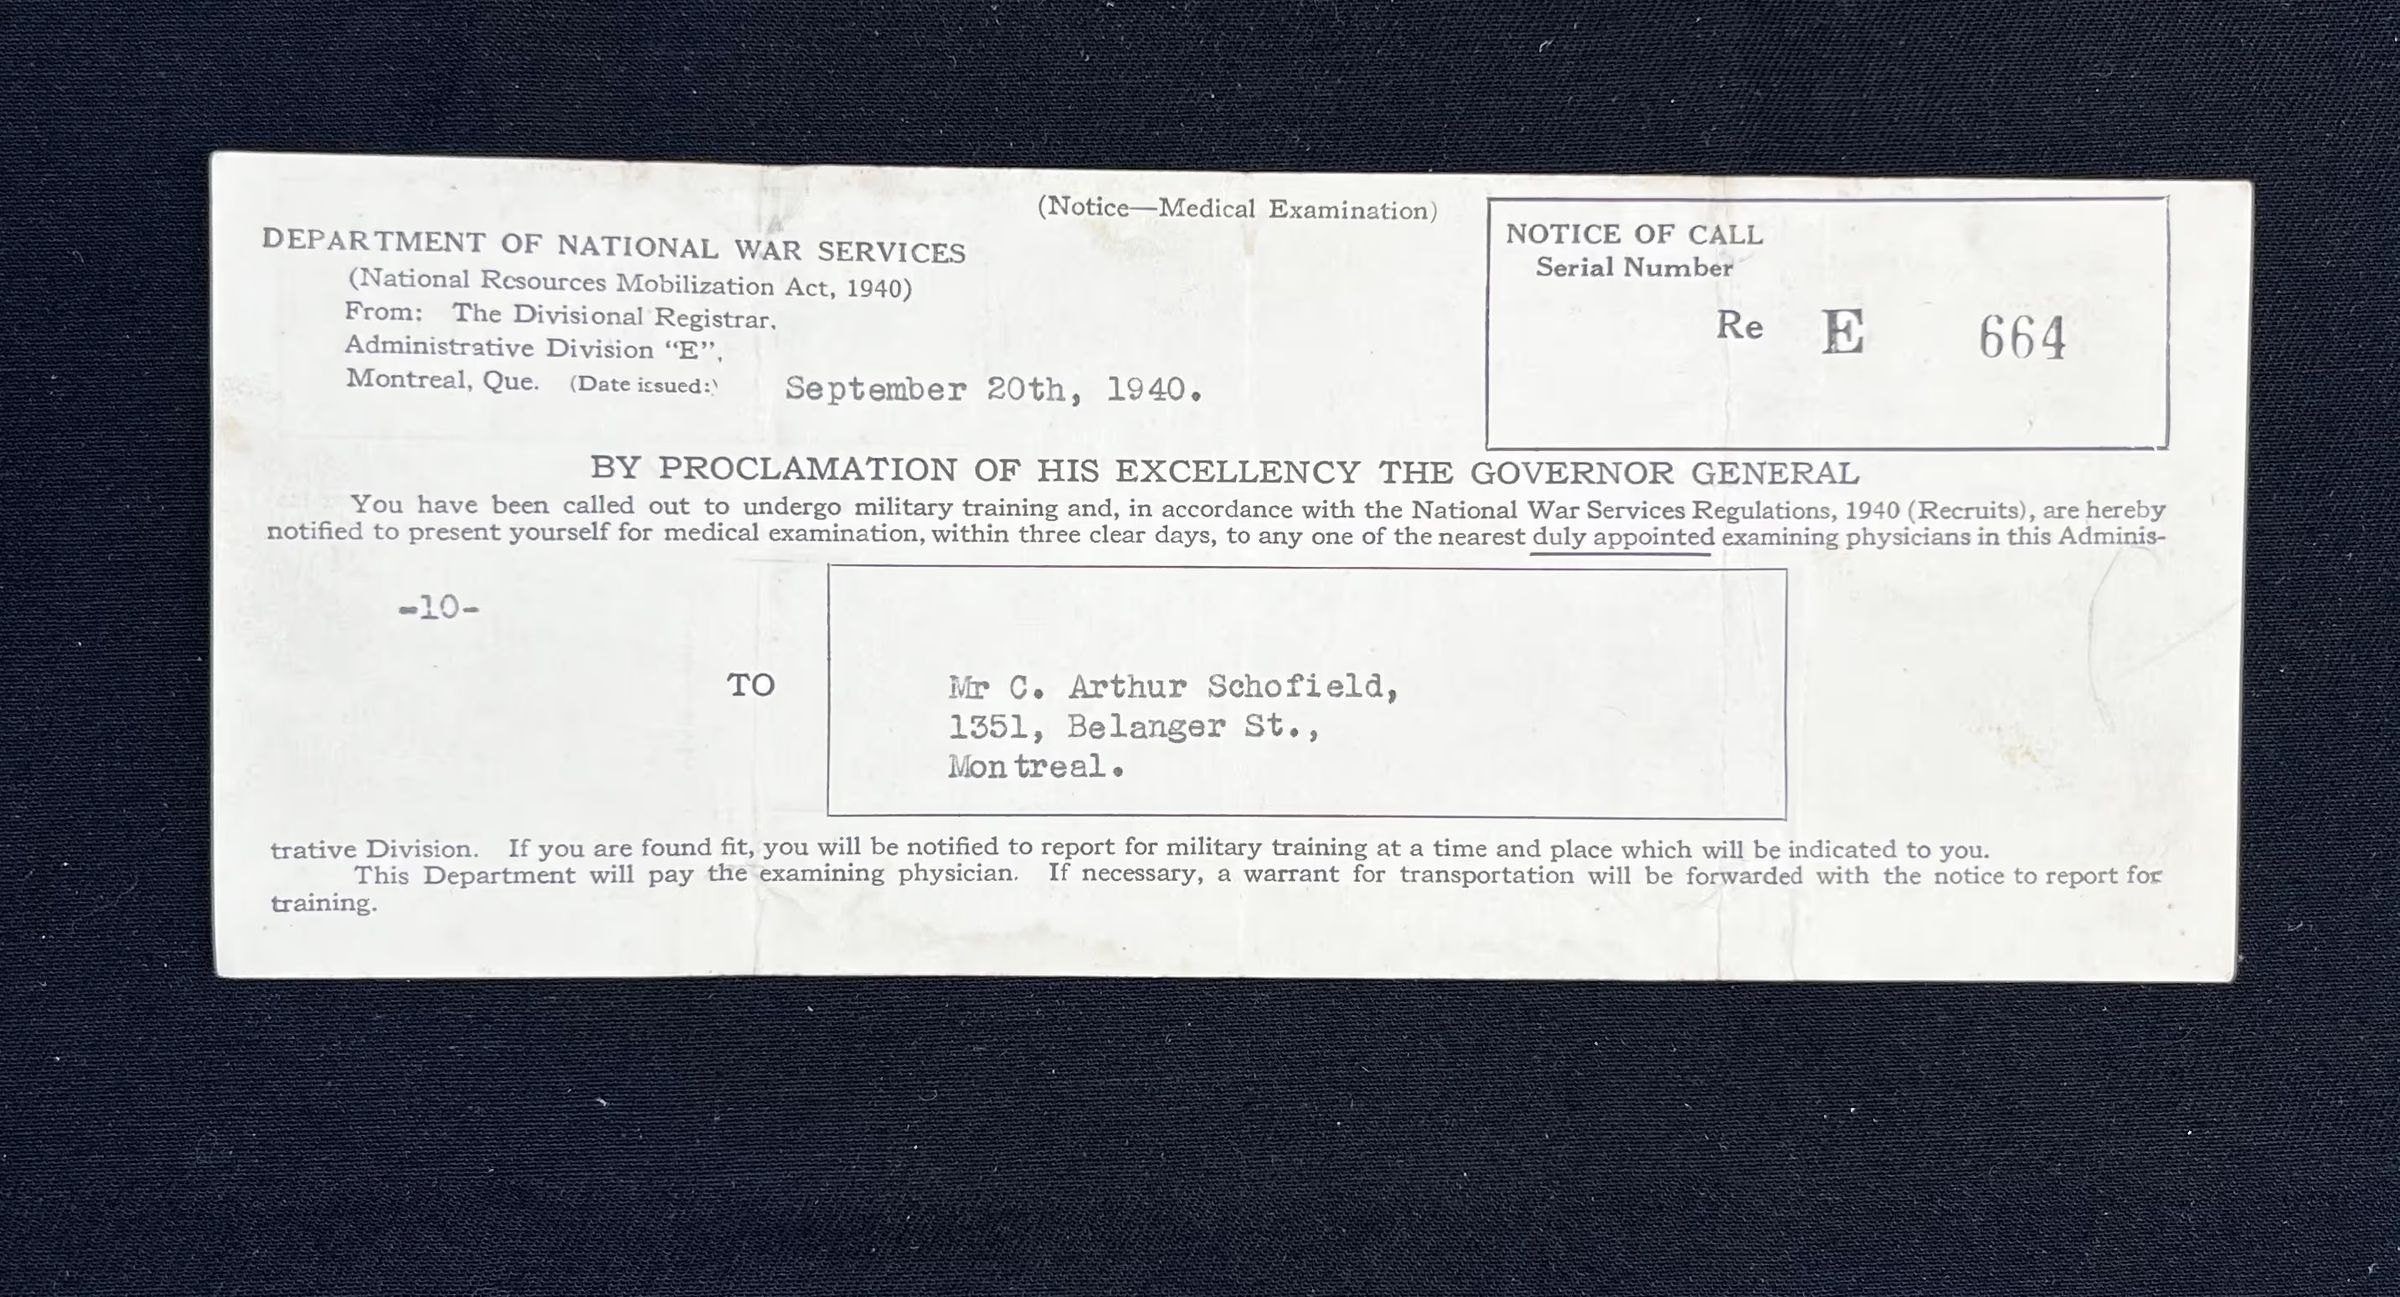 (Notice—Medical Examination)
DEPARTMENT OF NATIONAL WAR SERVICES
(National Resources Mobilization Act, 1940)
From: The Divisional Registrar,
Administrative Division “E”,
Montreal, Que. (Date issued:) September 20th, 1940.
NOTICE OF CALL
Serial Number
Re E 664
BY PROCLAMATION OF HIS EXCELLENCY THE GOVERNOR GENERAL
You have been called out to undergo military training and, in accordance with the National War Services Regulations, 1940 (Recruits), are hereby
notified to present yourself for medical examination, within three clear days, to any one of the nearest duly appointed examining physicians in this Adminis-
-10-
TO
Mr C. Arthur Schofield,
1351, Belanger St.,
Montreal.
trative Division. If you are found fit, you will be notified to report for military training at a time and place which will be indicated to you.
This Department will pay the examining physician. If necessary, a warrant for transportation will be forwarded with the notice to report for
training.